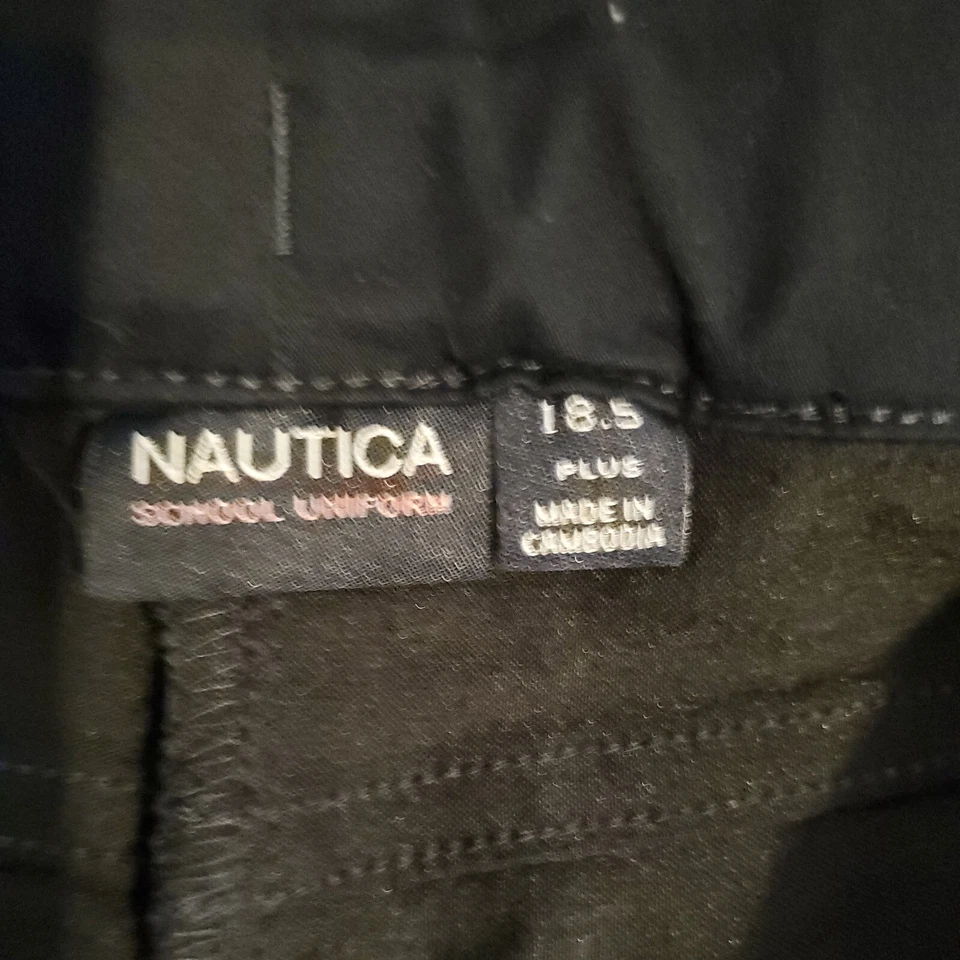 NAUTICA
SCHOOL UNIFORM
18.5
PLUS
MADE IN
CAMBODIA